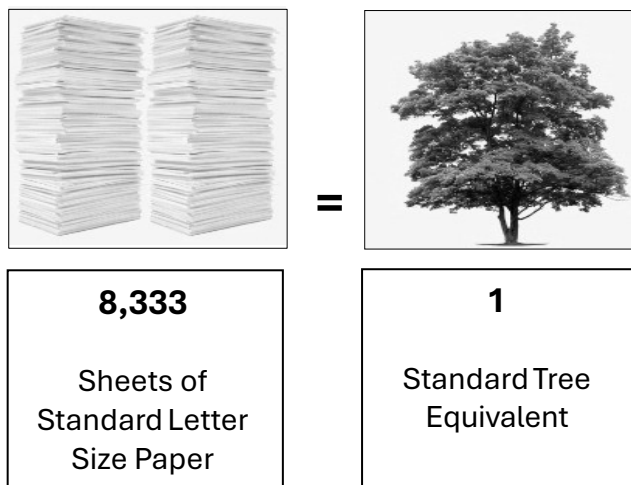 =
8,333
Sheets of
Standard Letter
Size Paper
1
Standard Tree
Equivalent